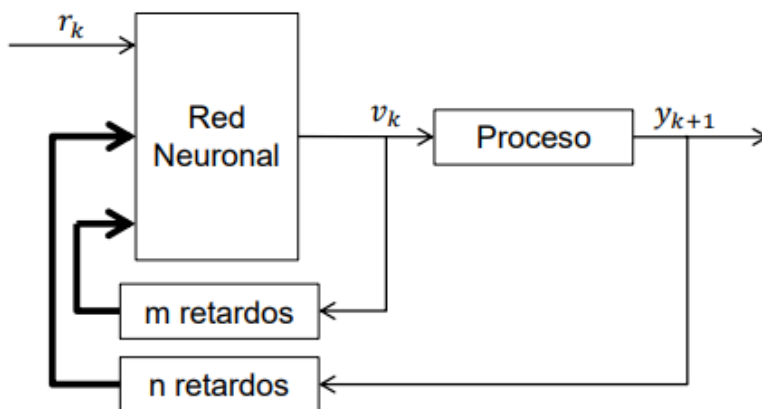 r_k
Red
Neuronal
v_k
Proceso
y_{k+1}
m retardos
n retardos